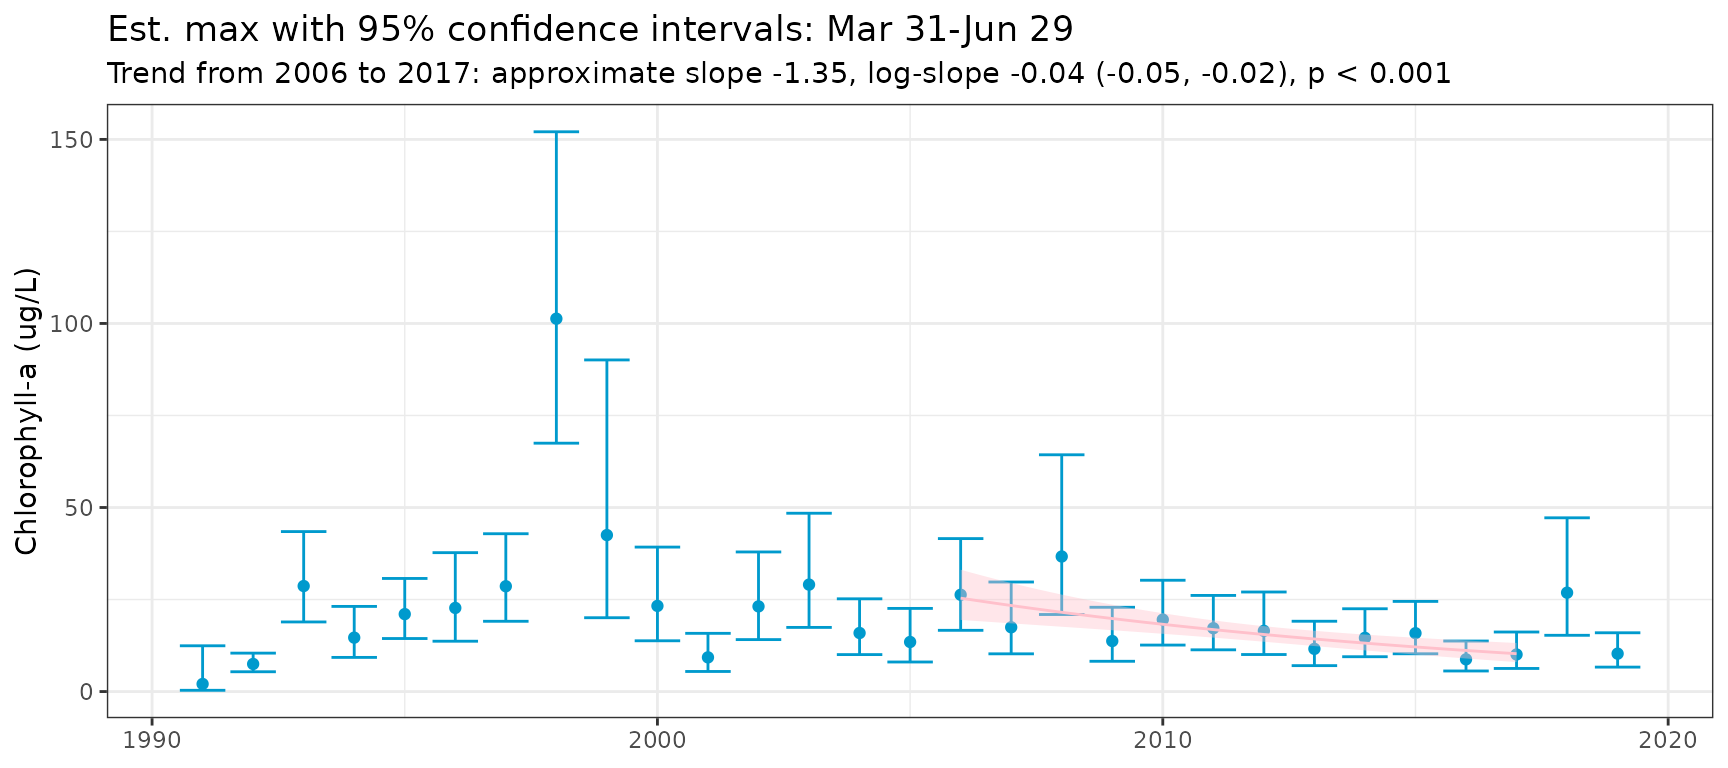 Est. max with 95% confidence intervals: Mar 31-Jun 29
Trend from 2006 to 2017: approximate slope -1.35, log-slope -0.04 (-0.05, -0.02), p < 0.001
Chlorophyll-a (ug/L)
150
100
50
0
1990
2000
2010
2020